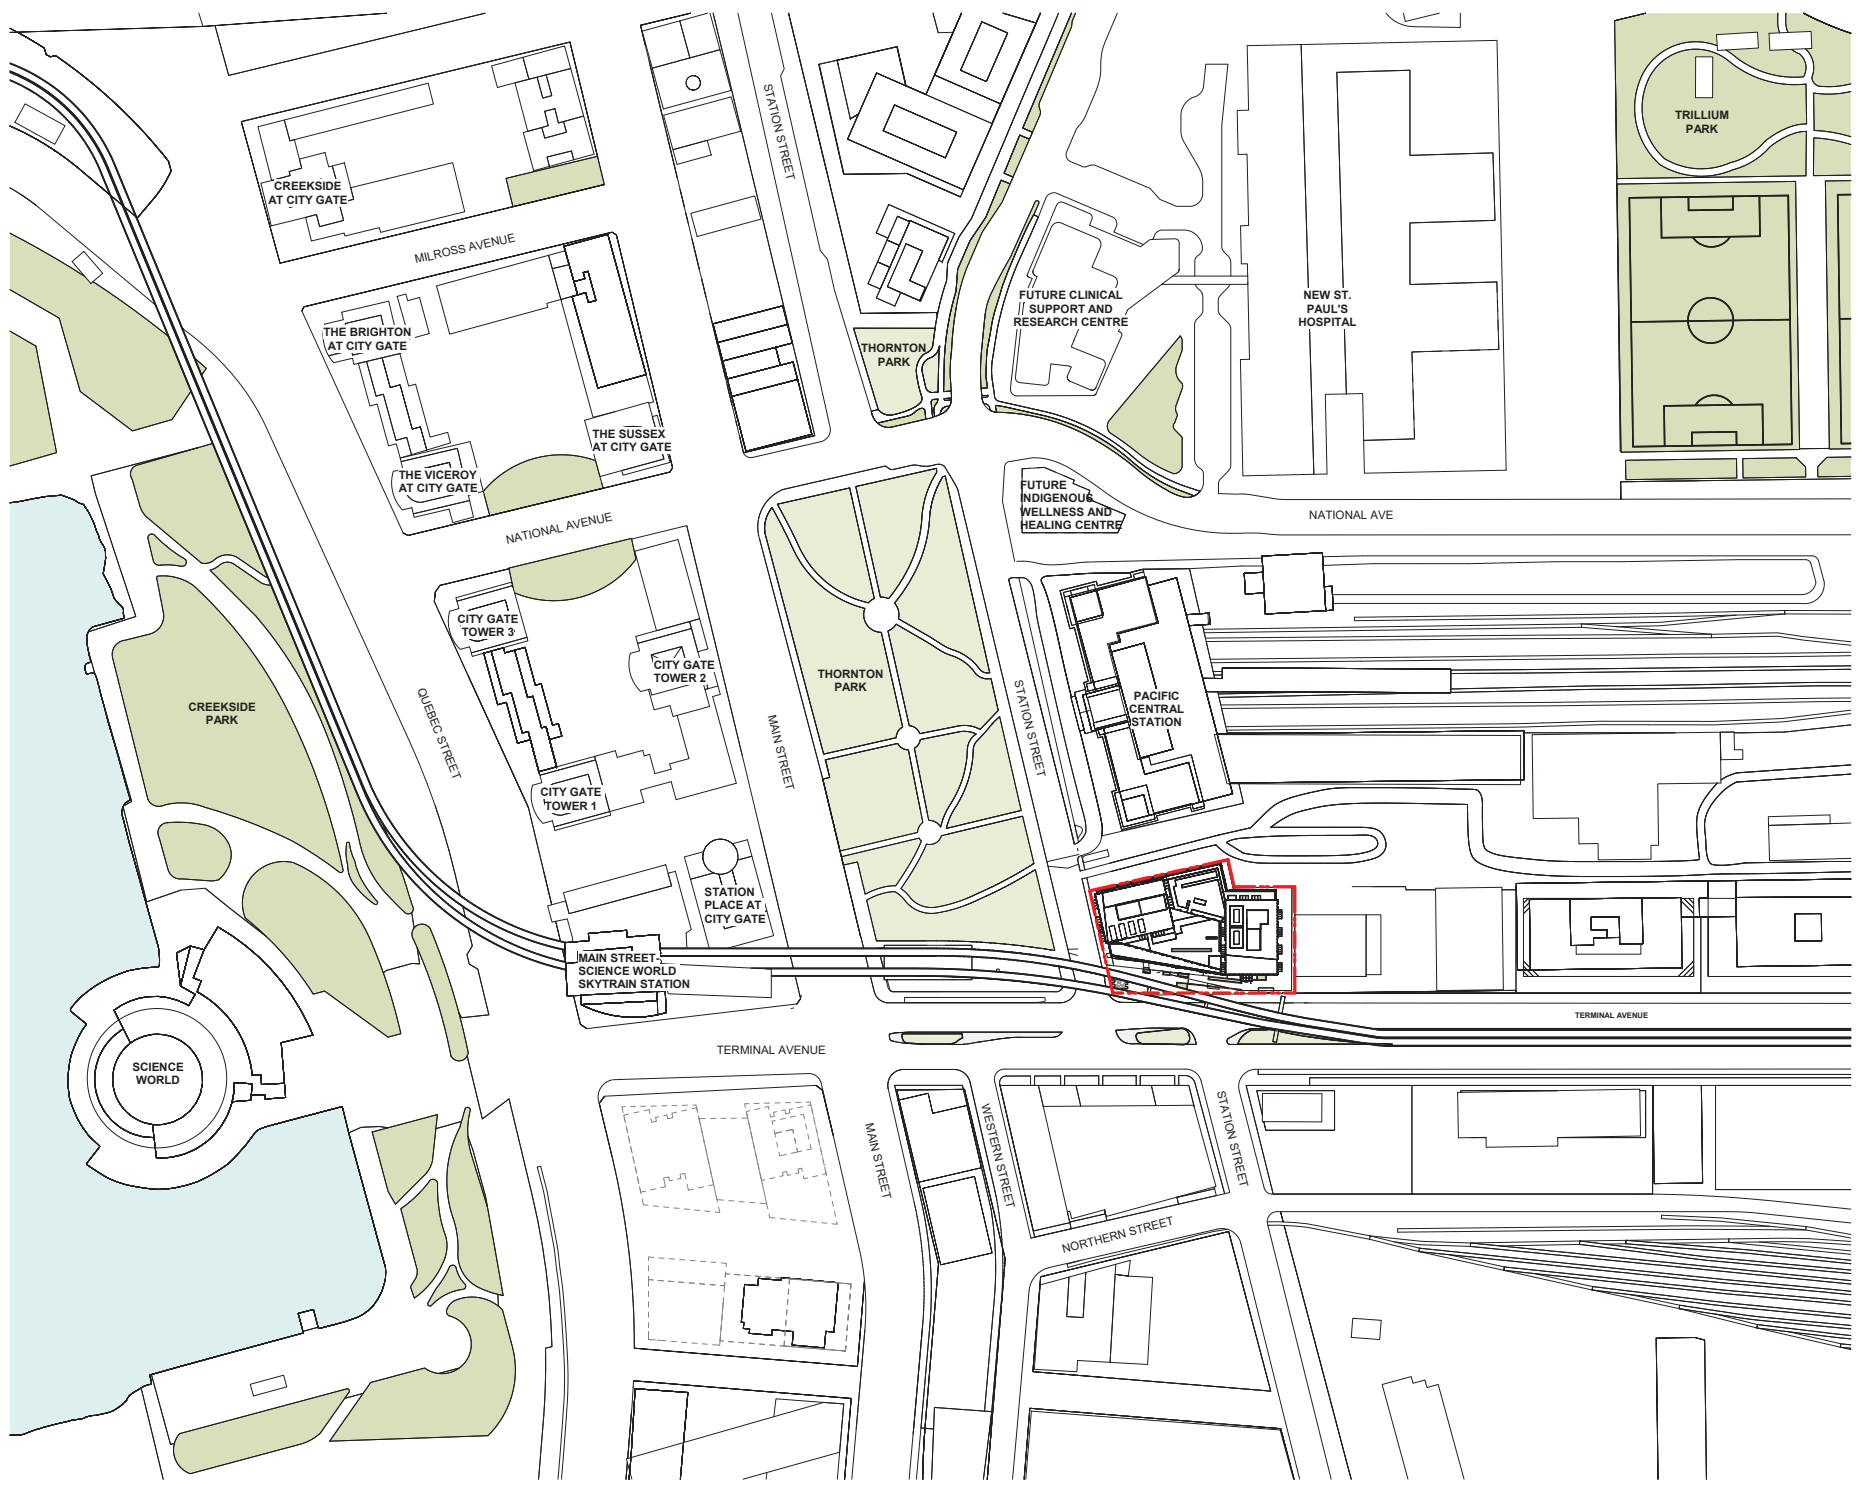 STATION STREET
TRILLIUM
PARK
CREEKSIDE
AT CITY GATE
MILROSS AVENUE
FUTURE CLINICAL
SUPPORT AND
RESEARCH CENTRE
NEW ST.
PAUL'S
HOSPITAL
THE BRIGHTON
AT CITY GATE
THORNTON
PARK
THE SUSSEX
AT CITY GATE
THE VICEROY
AT CITY GATE
FUTURE
INDIGENOUS
WELLNESS AND
HEALING CENTRE
NATIONAL AVENUE
NATIONAL AVE
CITY GATE
TOWER 3
CITY GATE
TOWER 2
THORNTON
PARK
CREEKSIDE
PARK
QUEBEC STREET
MAIN STREET
STATION STREET
PACIFIC
CENTRAL
STATION
CITY GATE
TOWER 1
STATION
PLACE AT
CITY GATE
MAIN STREET-
SCIENCE WORLD
SKYTRAIN STATION
TERMINAL AVENUE
TERMINAL AVENUE
SCIENCE
WORLD
MAIN STREET
WESTERN STREET
STATION STREET
NORTHERN STREET